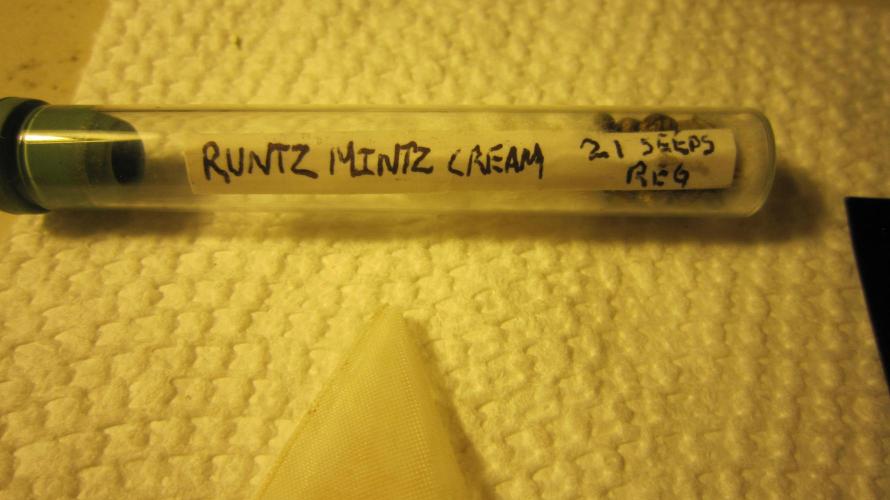 RUNTZ MINTZ CREAM
21 SEEDS
REG